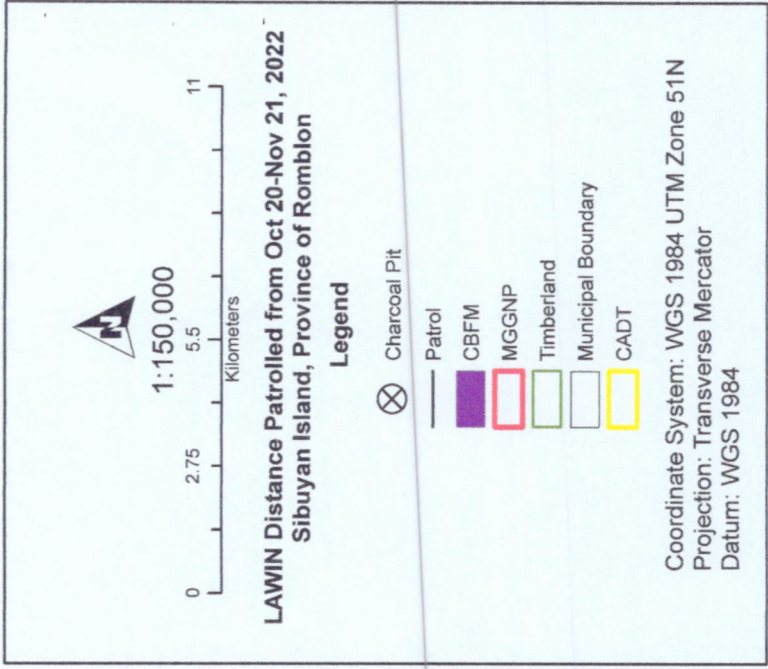 N
1:150,000
0 2.75 5.5 11
Kilometers
LAWIN Distance Patrolled from Oct 20-Nov 21, 2022
Sibuyan Island, Province of Romblon
Legend
Charcoal Pit
Patrol
CBFM
MGGNP
Timberland
Municipal Boundary
CADT
Coordinate System: WGS 1984 UTM Zone 51N
Projection: Transverse Mercator
Datum: WGS 1984